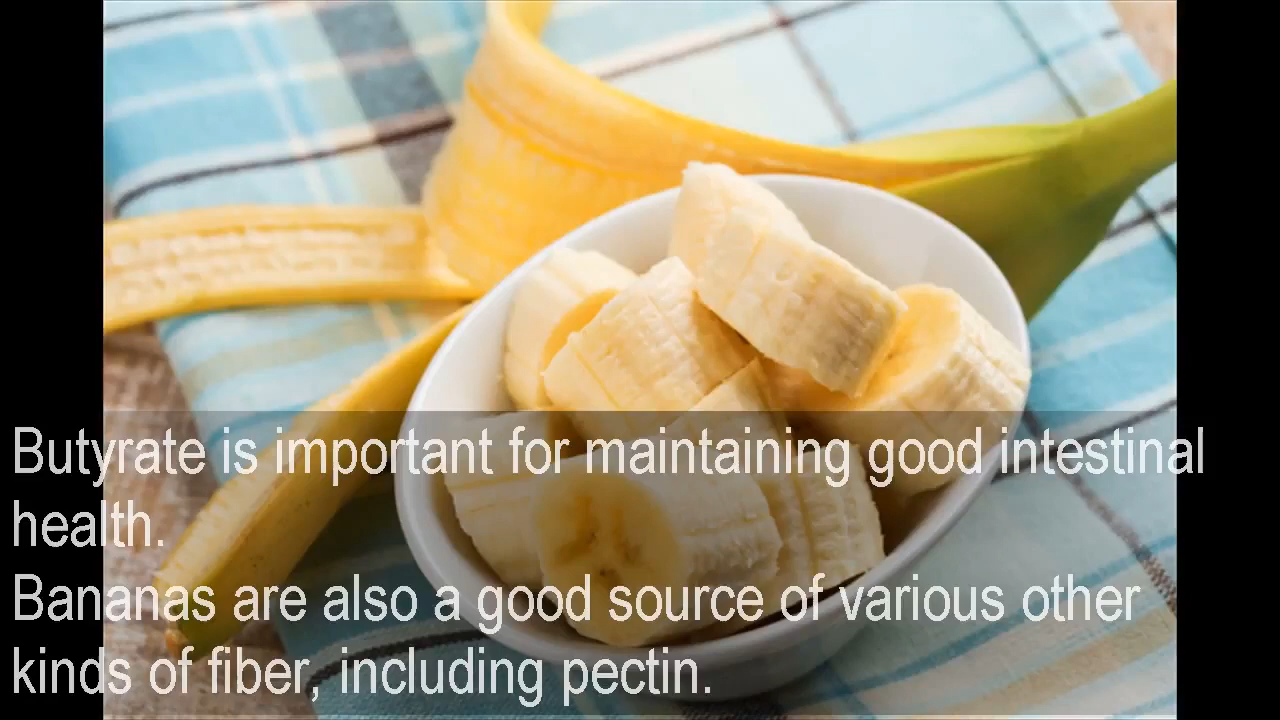 Butyrate is important for maintaining good intestinal
health.
Bananas are also a good source of various other
kinds of fiber, including pectin.